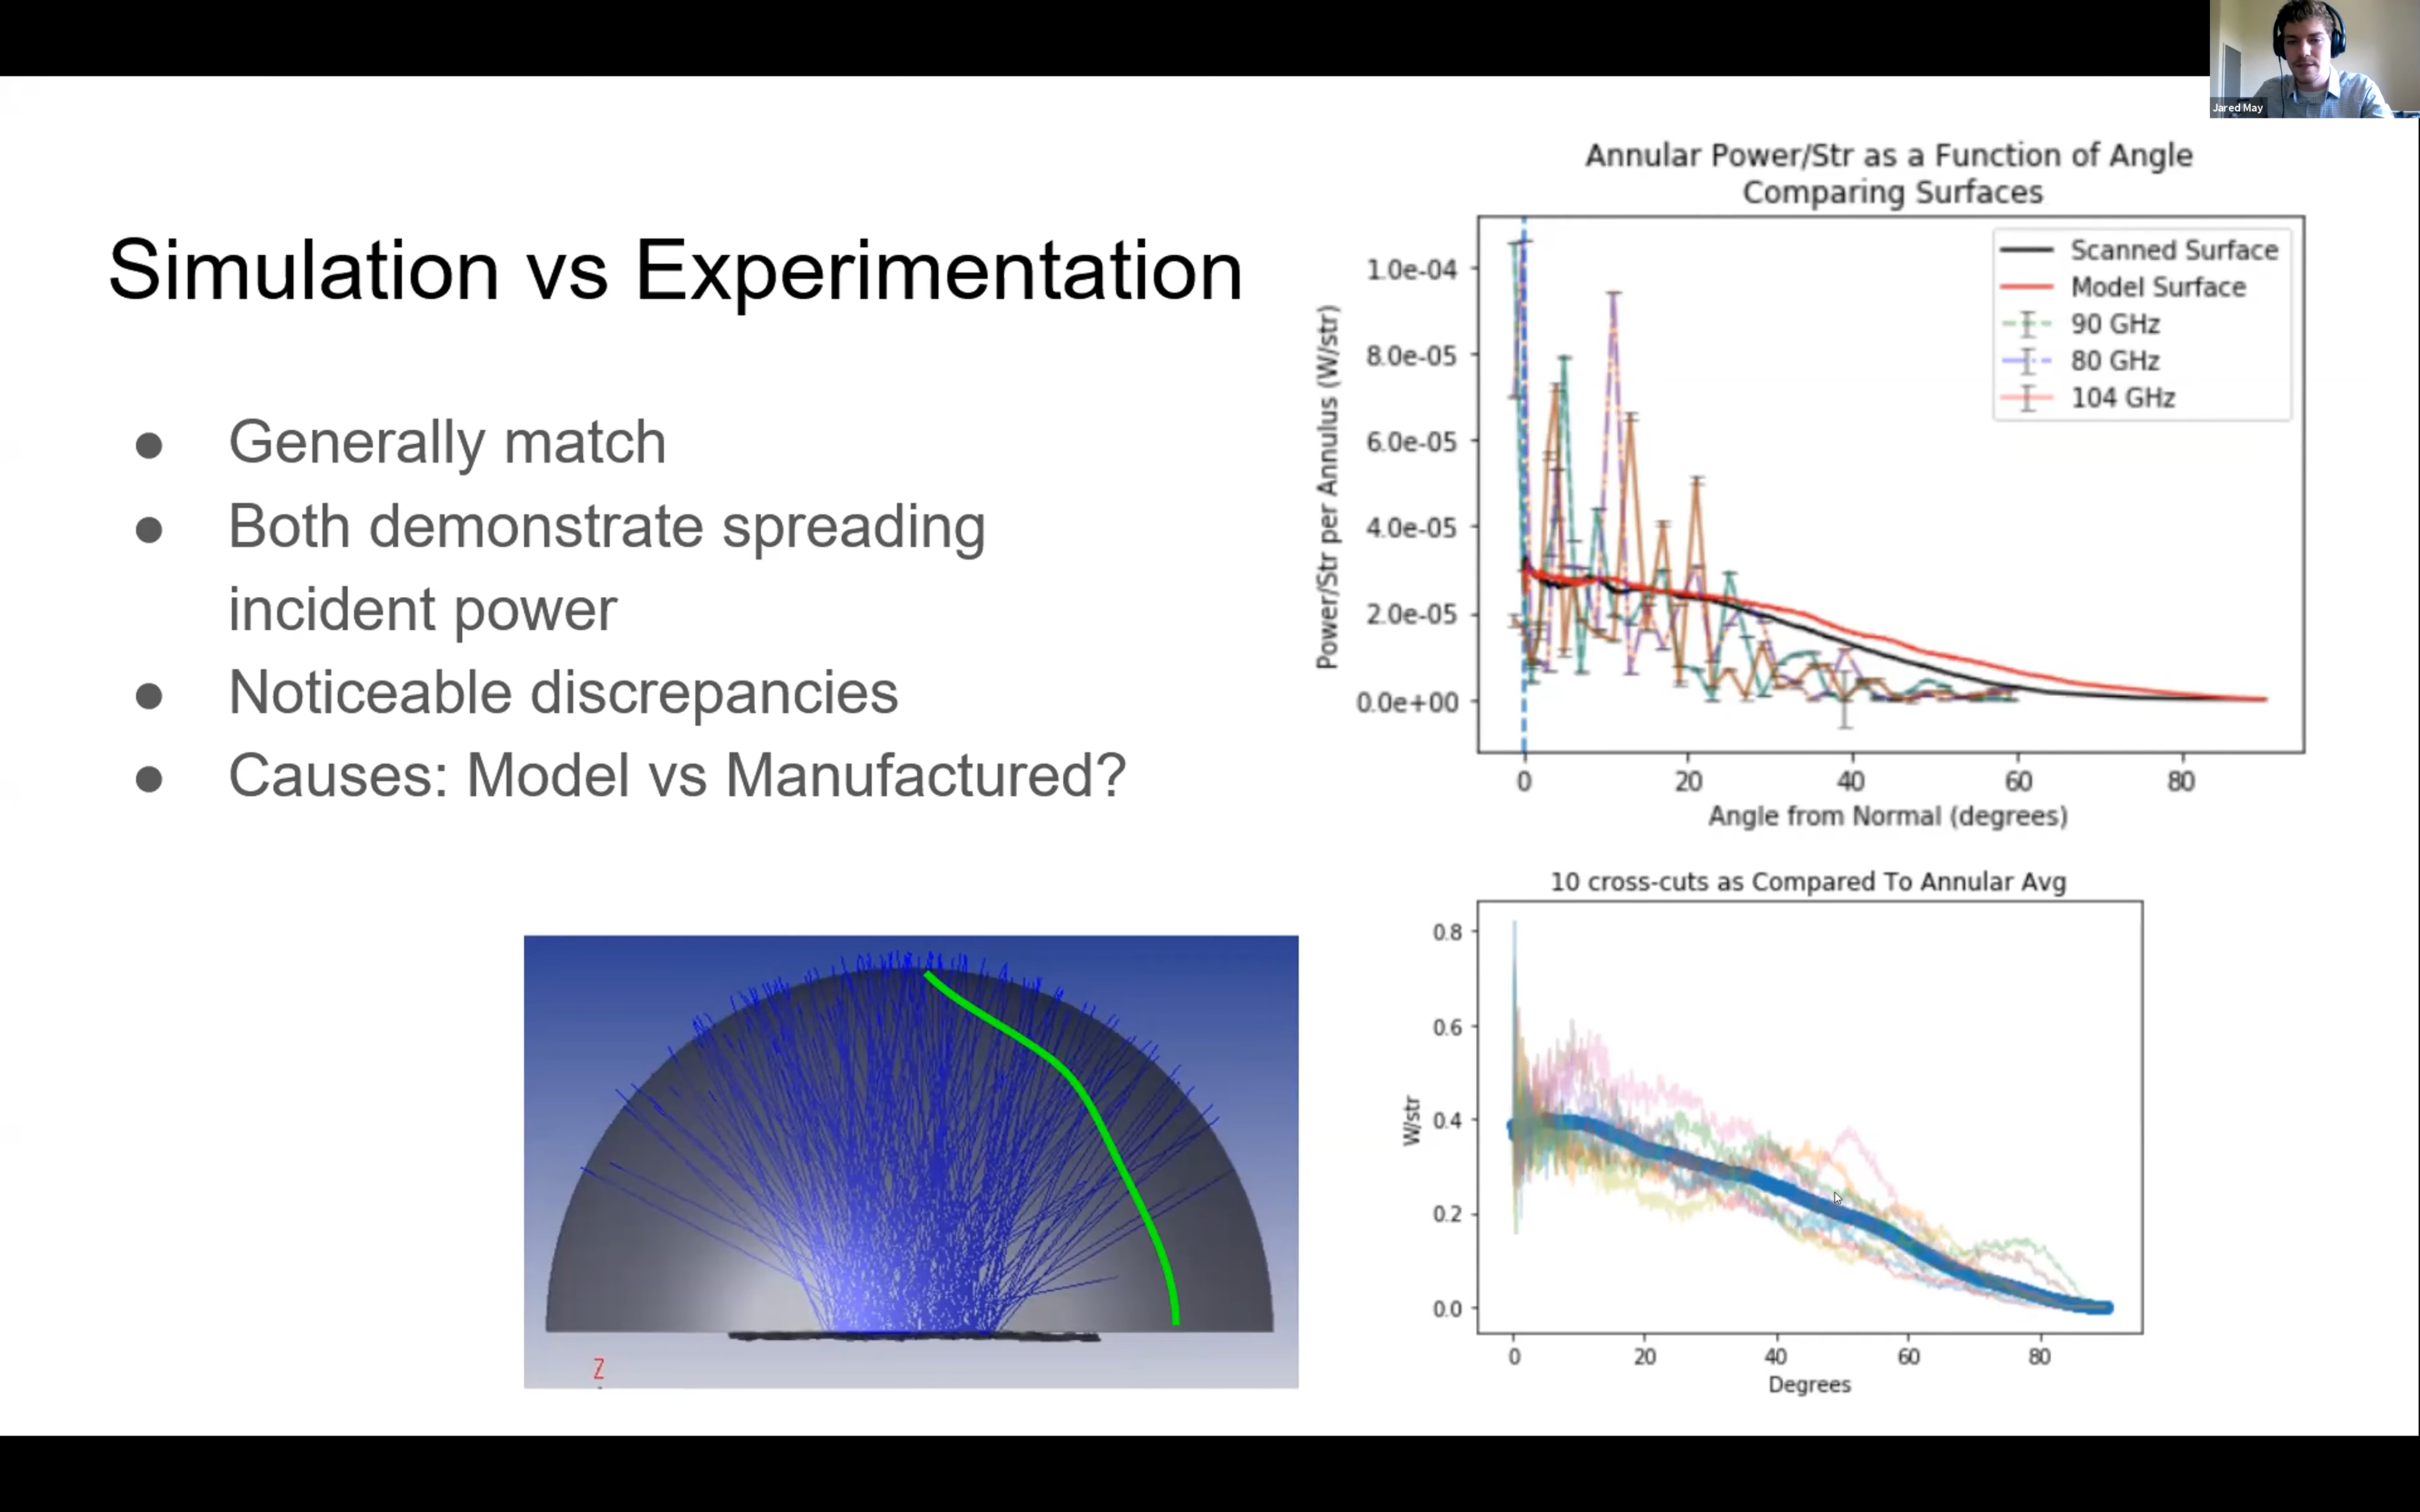 Jared May
Simulation vs Experimentation
● Generally match
● Both demonstrate spreading
incident power
● Noticeable discrepancies
● Causes: Model vs Manufactured?
Annular Power/Str as a Function of Angle
Comparing Surfaces
Scanned Surface
Model Surface
90 GHz
80 GHz
104 GHz
Power/Str per Annulus (W/str)
1.0e-04
8.0e-05
6.0e-05
4.0e-05
2.0e-05
0.0e+00
0 20 40 60 80
Angle from Normal (degrees)
10 cross-cuts as Compared To Annular Avg
W/str
0.8
0.6
0.4
0.2
0.0
0 20 40 60 80
Degrees
Z